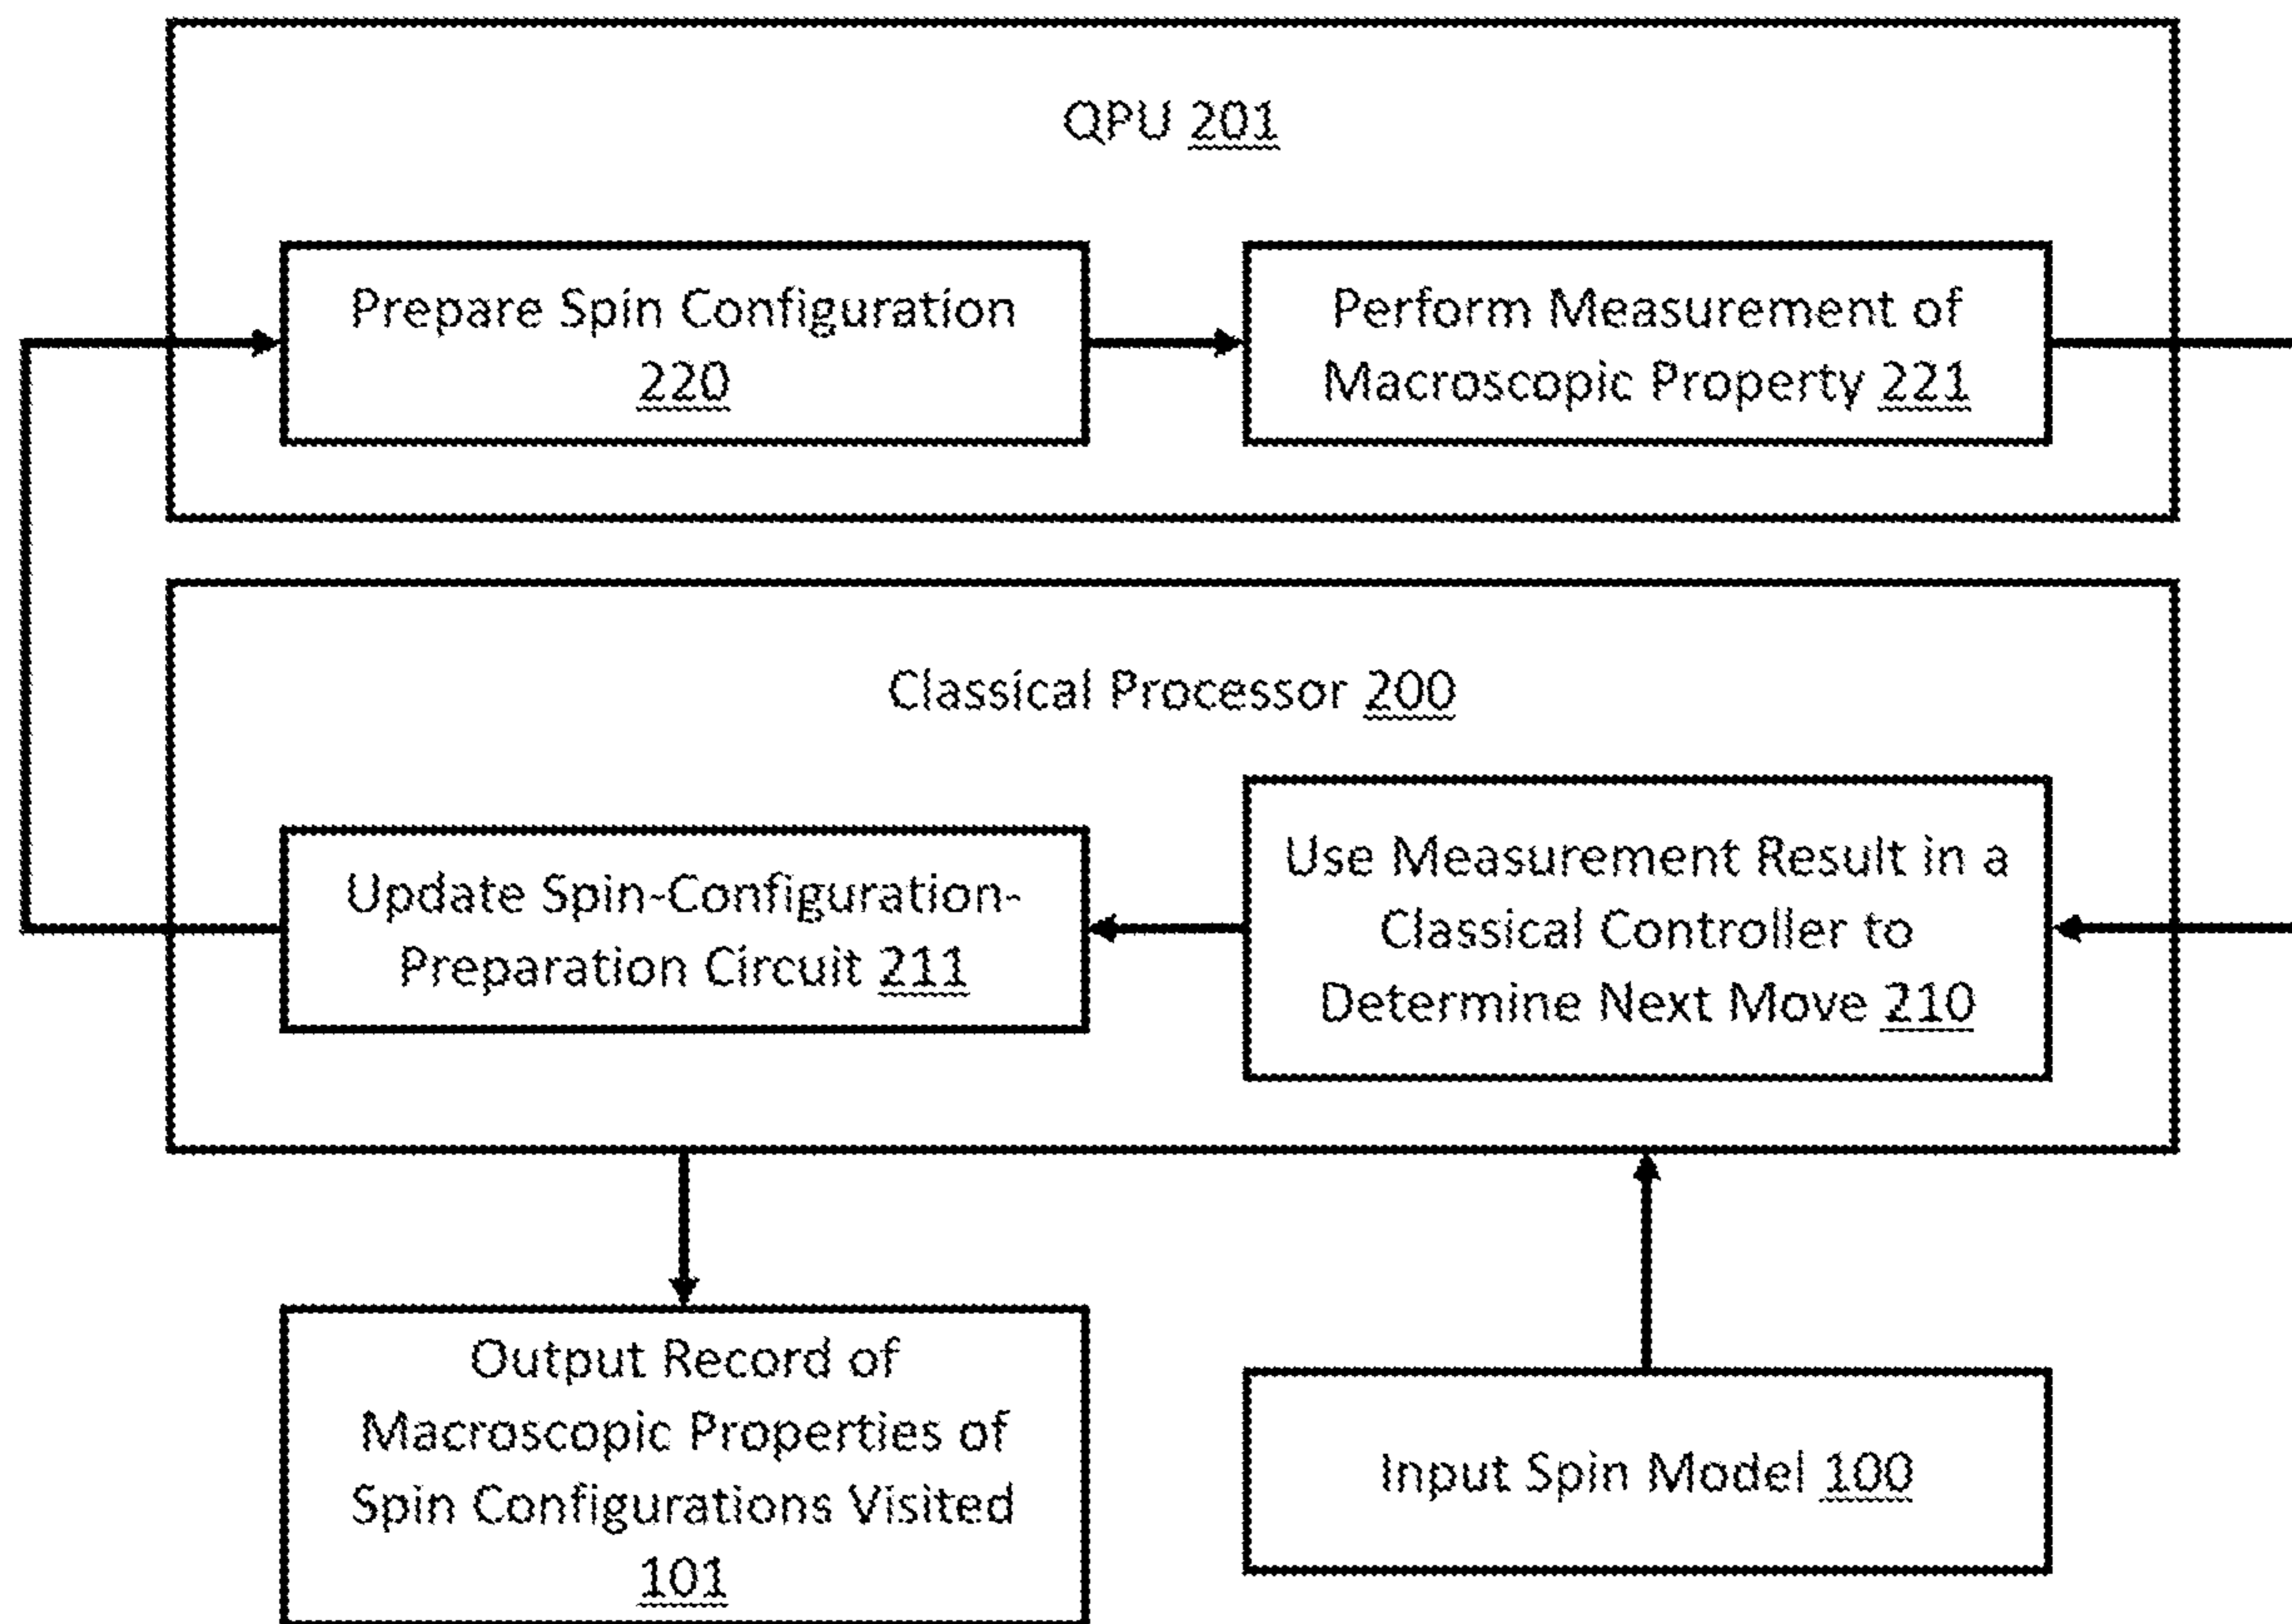 QPU 201
Prepare Spin Configuration
220
Perform Measurement of
Macroscopic Property 221
Classical Processor 200
Update Spin-Configuration-
Preparation Circuit 211
Use Measurement Result in a
Classical Controller to
Determine Next Move 210
Output Record of
Macroscopic Properties of
Spin Configurations Visited
101
Input Spin Model 100